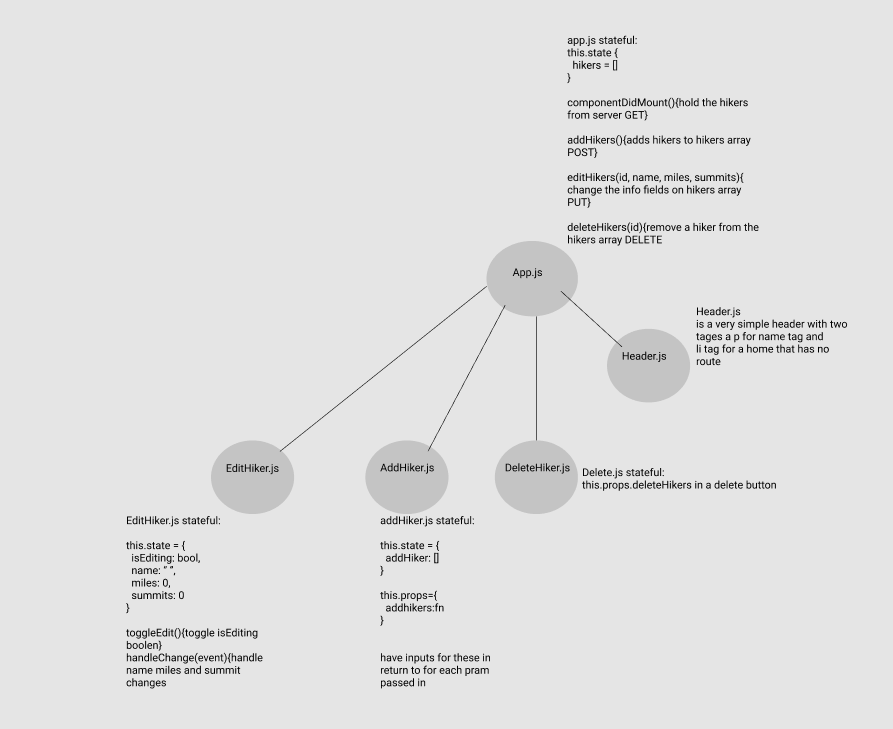 app.js stateful:
this.state {
hikers = []
}
componentDidMount(){hold the hikers
from server GET}
addHikers(){adds hikers to hikers array
POST}
editHikers(id, name, miles, summits){
change the info fields on hikers array
PUT}
deleteHikers(id){remove a hiker from the
hikers array DELETE
App.js
Header.js
is a very simple header with two
tages a p for name tag and
li tag for a home that has no
route
Header.js
EditHiker.js
AddHiker.js
DeleteHiker.js
Delete.js stateful:
this.props.deleteHikers in a delete button
EditHiker.js stateful:
this.state = {
isEditing: bool,
name: " ",
miles: 0,
summits: 0
}
toggleEdit(){toggle isEditing
boolen}
handleChange(event){handle
name miles and summit
changes
addHiker.js stateful:
this.state = {
addHiker: []
}
this.props={
addhikers:fn
}
have inputs for these in
return to for each pram
passed in